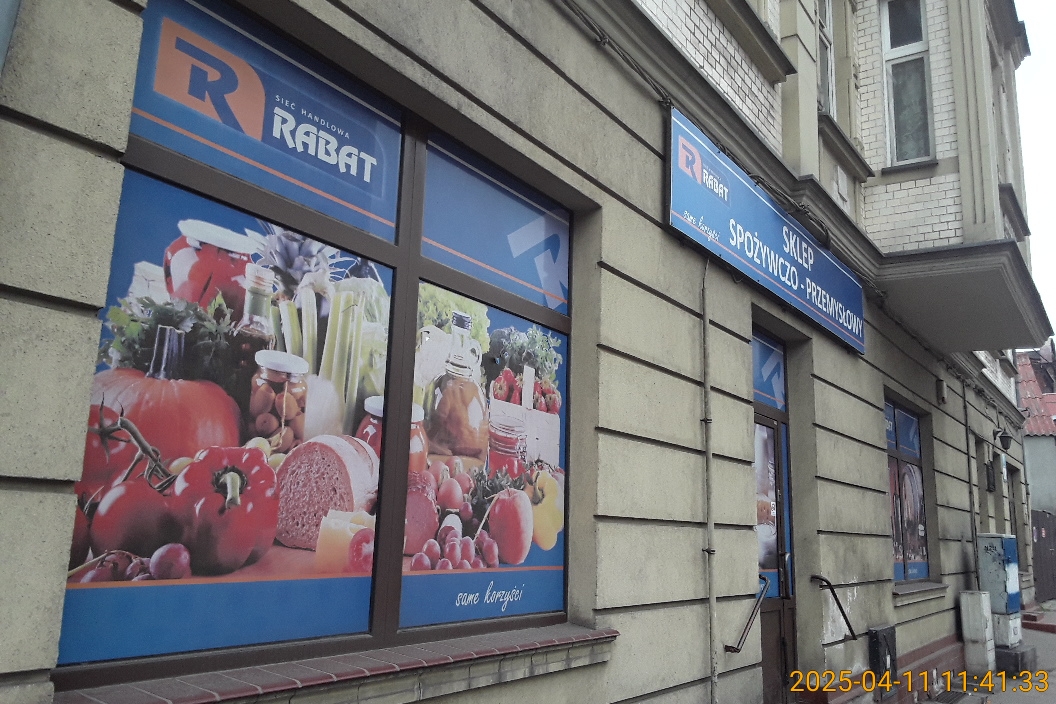 R
SIEĆ HANDLOWA
RABAT
same korzyści
R
RABAT
same korzyści
SKLEP
SPOŻYWCZO - PRZEMYSŁOWY
2025-04-11 11:41:33